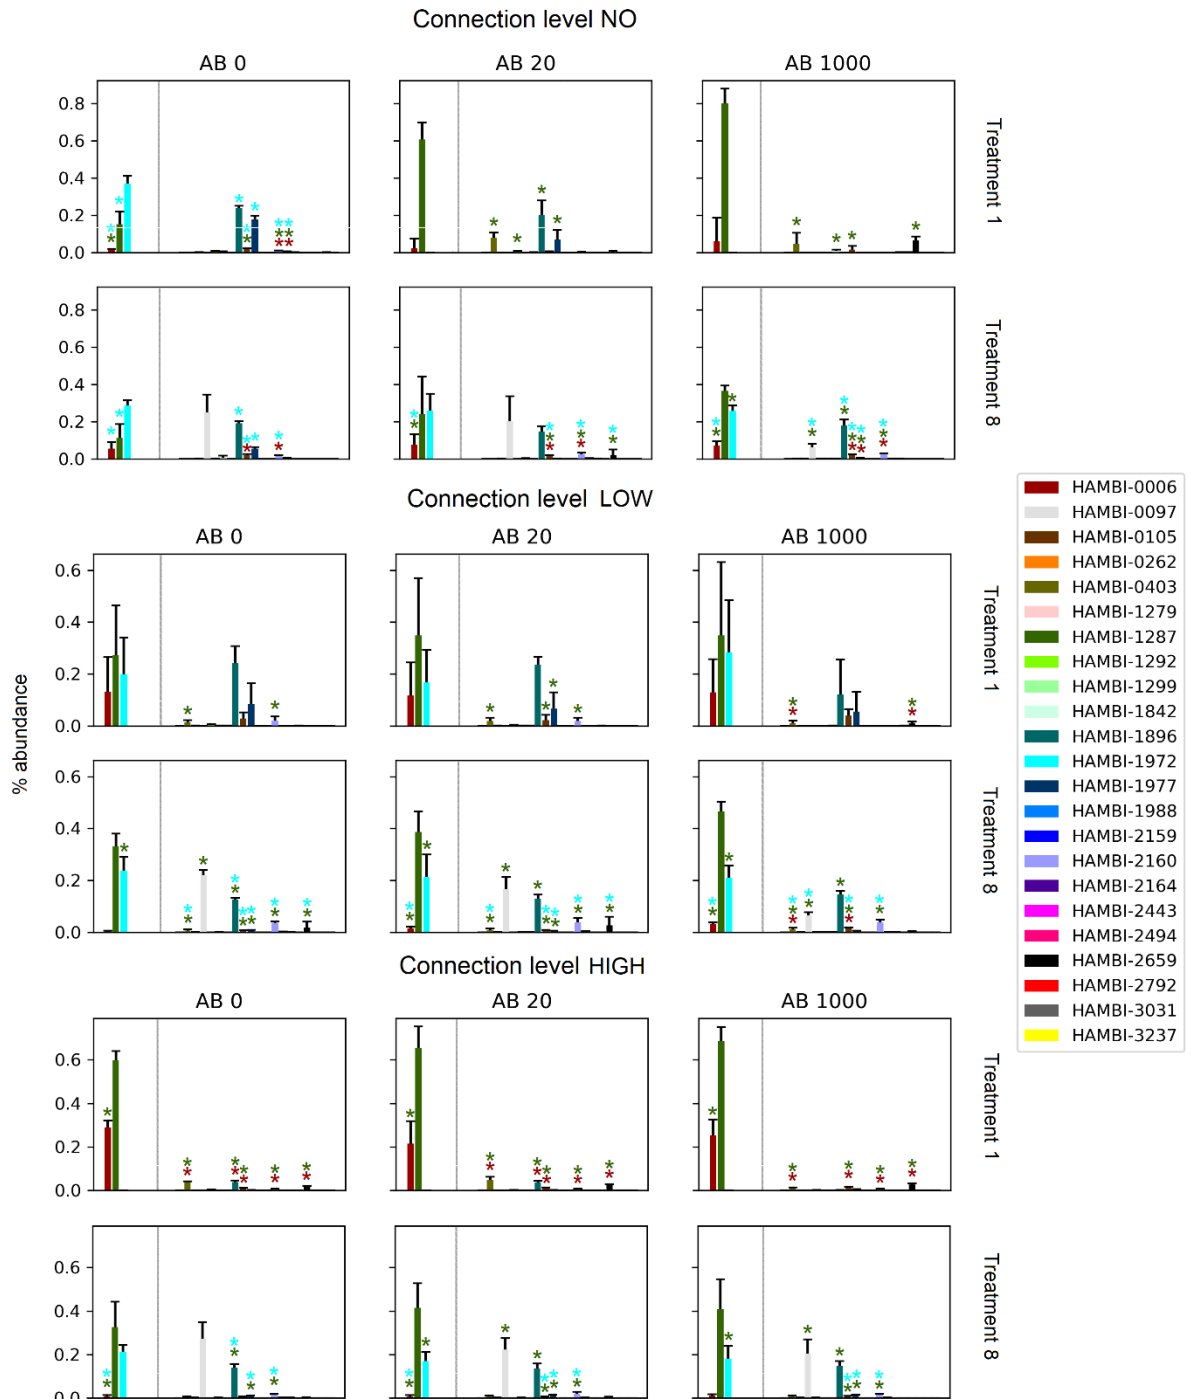 Connection level NO
AB 0
AB 20
AB 1000
0.8
0.6
0.4
0.2
0.0
Treatment 1
0.8
0.6
0.4
0.2
0.0
Treatment 8
Connection level LOW
AB 0
AB 20
AB 1000
0.6
0.4
0.2
0.0
Treatment 1
% abundance
0.6
0.4
0.2
0.0
Treatment 8
Connection level HIGH
AB 0
AB 20
AB 1000
0.6
0.4
0.2
0.0
Treatment 1
0.6
0.4
0.2
0.0
Treatment 8
HAMBI-0006
HAMBI-0097
HAMBI-0105
HAMBI-0262
HAMBI-0403
HAMBI-1279
HAMBI-1287
HAMBI-1292
HAMBI-1299
HAMBI-1842
HAMBI-1896
HAMBI-1972
HAMBI-1977
HAMBI-1988
HAMBI-2159
HAMBI-2160
HAMBI-2164
HAMBI-2443
HAMBI-2494
HAMBI-2659
HAMBI-2792
HAMBI-3031
HAMBI-3237